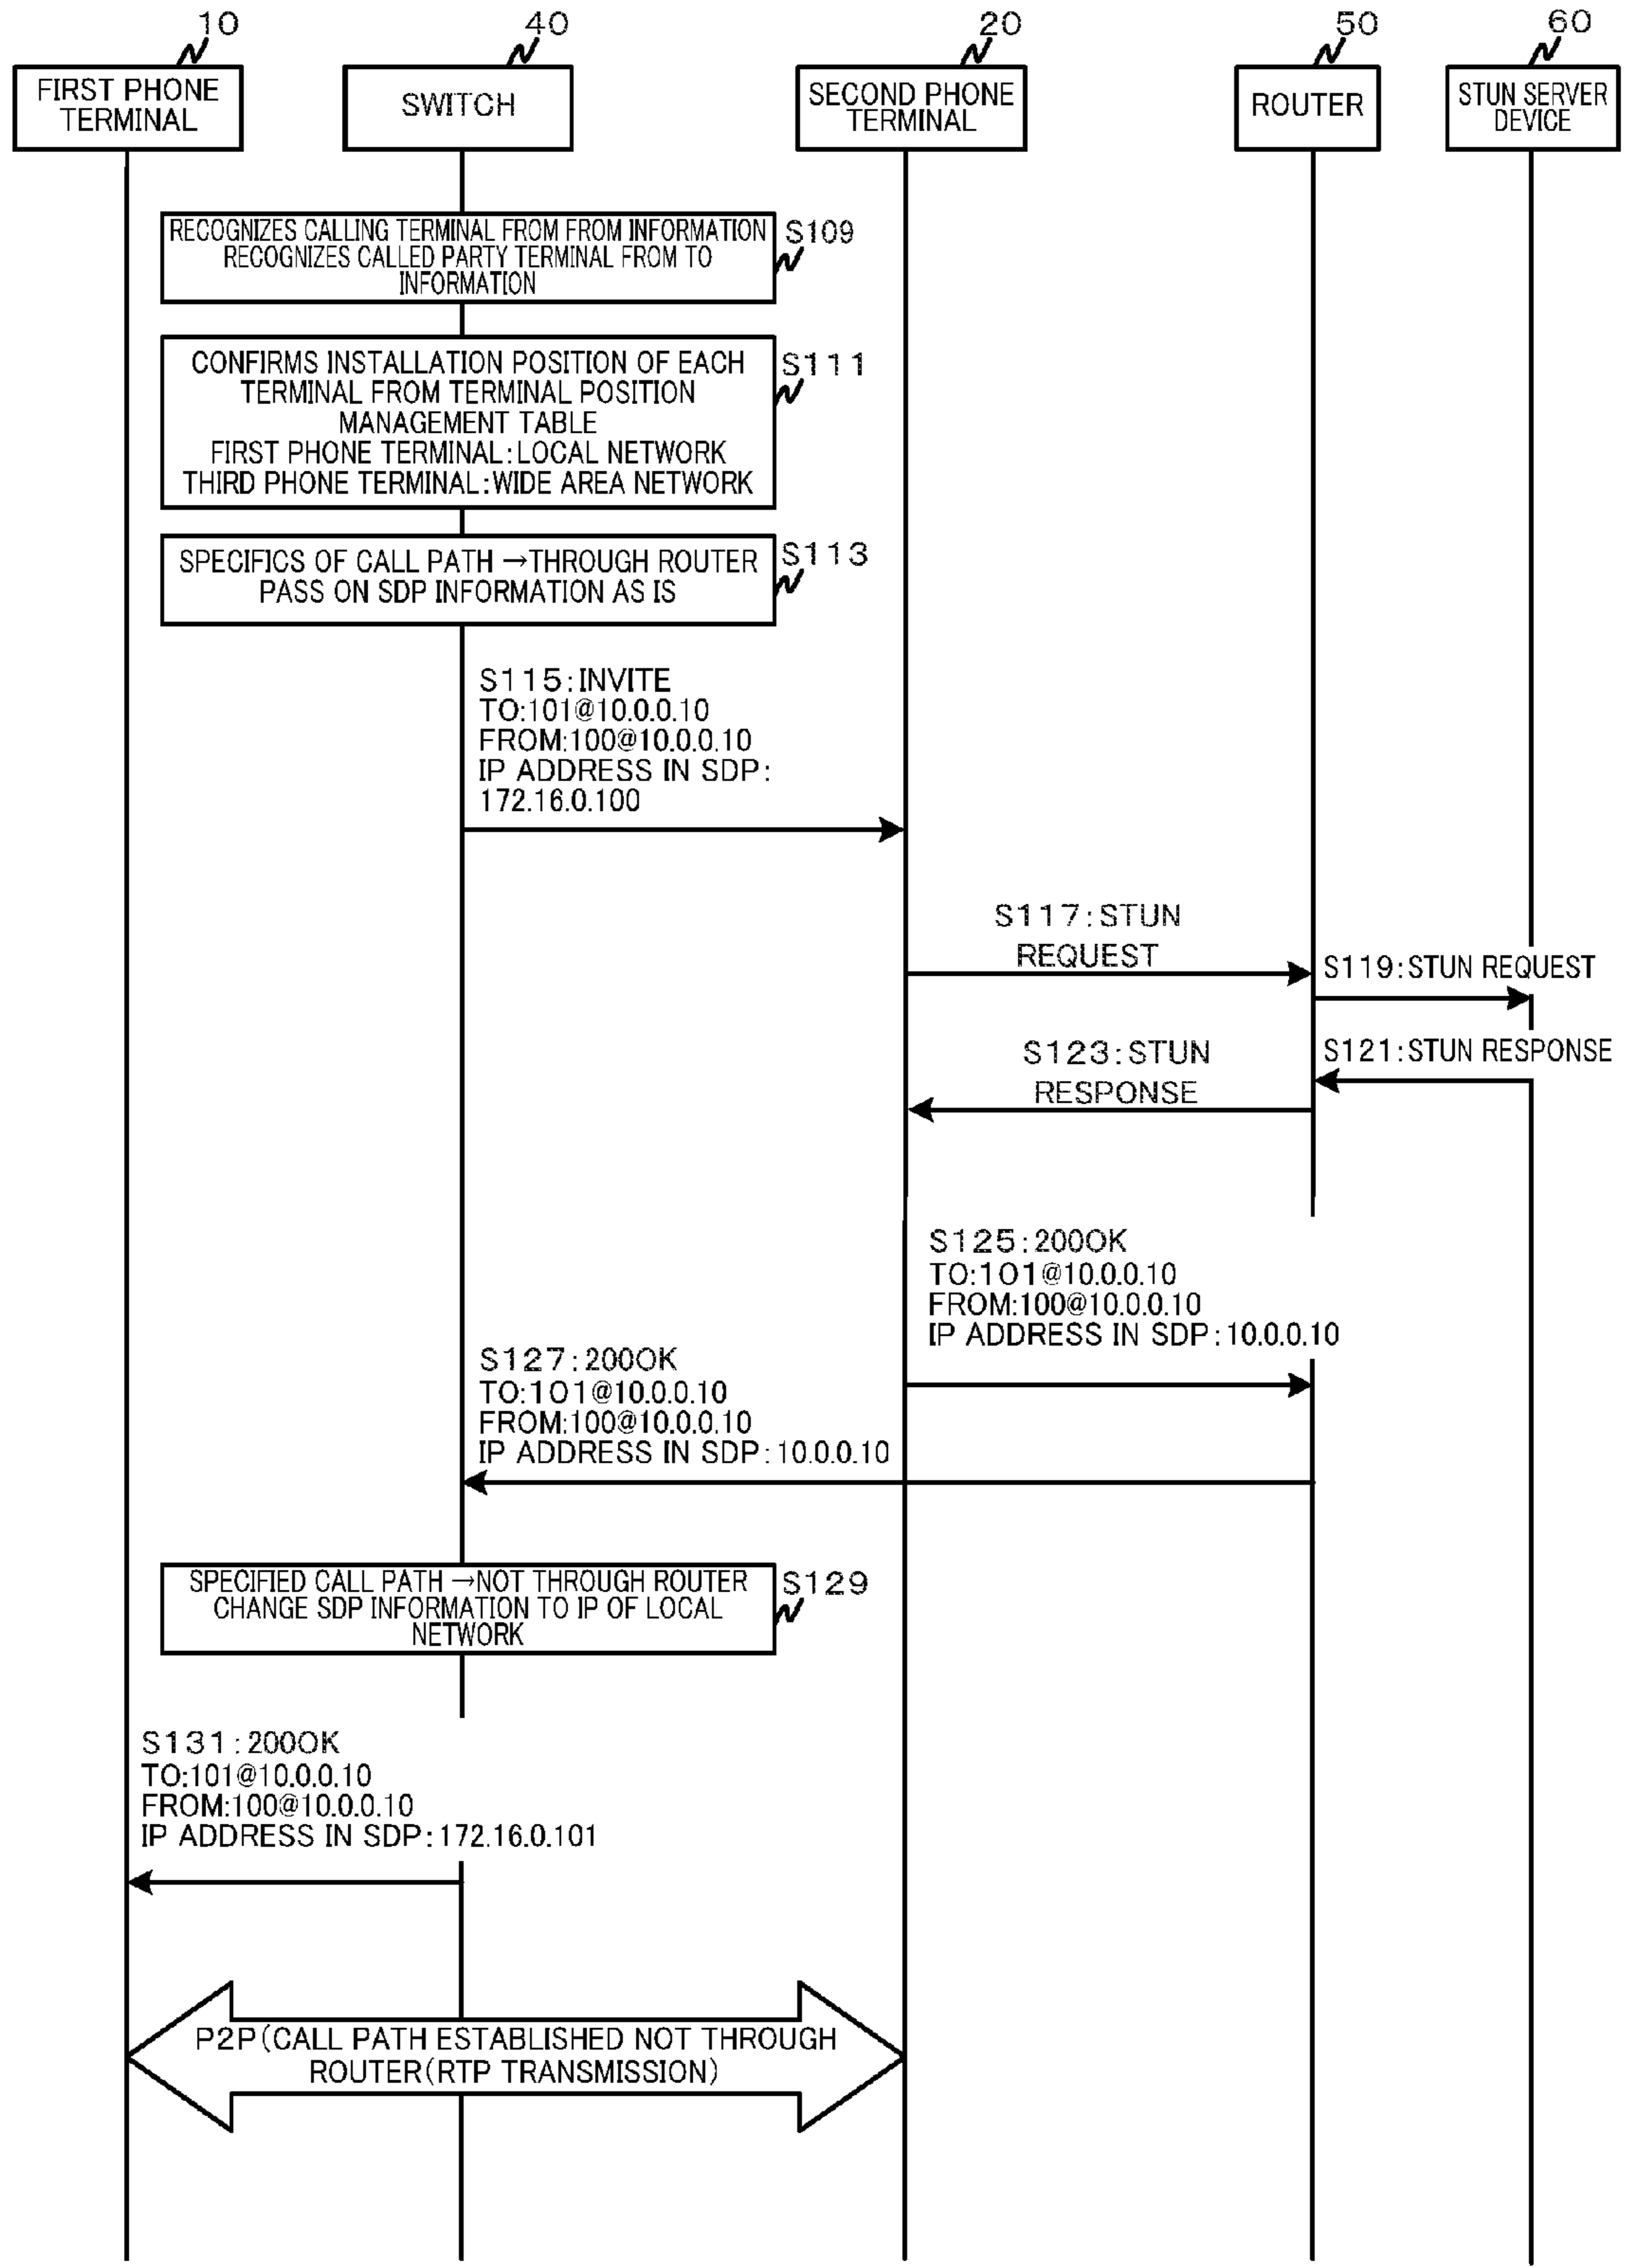 10
40
20
50
60
FIRST PHONE
TERMINAL
SWITCH
SECOND PHONE
TERMINAL
ROUTER
STUN SERVER
DEVICE
RECOGNIZES CALLING TERMINAL FROM FROM INFORMATION
RECOGNIZES CALLED PARTY TERMINAL FROM TO
INFORMATION
S109
CONFIRMS INSTALLATION POSITION OF EACH
TERMINAL FROM TERMINAL POSITION
MANAGEMENT TABLE
FIRST PHONE TERMINAL:LOCAL NETWORK
THIRD PHONE TERMINAL:WIDE AREA NETWORK
S111
SPECIFICS OF CALL PATH →THROUGH ROUTER
PASS ON SDP INFORMATION AS IS
S113
S115:INVITE
TO:101@10.0.0.10
FROM:100@10.0.0.10
IP ADDRESS IN SDP:
172.16.0.100
S117:STUN
REQUEST
S119:STUN REQUEST
S123:STUN
RESPONSE
S121:STUN RESPONSE
S125:200OK
TO:101@10.0.0.10
FROM:100@10.0.0.10
IP ADDRESS IN SDP:10.0.0.10
S127:200OK
TO:101@10.0.0.10
FROM:100@10.0.0.10
IP ADDRESS IN SDP:10.0.0.10
SPECIFIED CALL PATH →NOT THROUGH ROUTER
CHANGE SDP INFORMATION TO IP OF LOCAL
NETWORK
S129
S131:200OK
TO:101@10.0.0.10
FROM:100@10.0.0.10
IP ADDRESS IN SDP:172.16.0.101
P2P(CALL PATH ESTABLISHED NOT THROUGH
ROUTER(RTP TRANSMISSION)